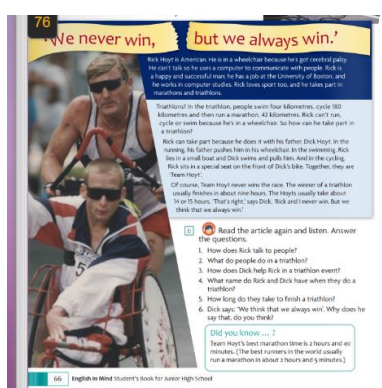 76
'We never win,
but we always win.'
Rick Hoyt is American. He is in a wheelchair because he's got cerebral palsy.
He can't talk so he uses a computer to communicate with people. Rick is
a happy and successful man: he has a job at the University of Boston, and
he works in computer studies. Rick loves sport too, and he takes part in
marathons and triathlons.
Triathlons? In the triathlon, people swim four kilometres, cycle 180
kilometres and then run a marathon, 42 kilometres. Rick can't run,
cycle or swim because he's in a wheelchair. So how can he take part in
a triathlon?
Rick can take part because he does it with his father, Dick Hoyt. In the
running, his father pushes him in his wheelchair. In the swimming, Rick
lies in a small boat and Dick swims and pulls him. And in the cycling,
Rick sits in a special seat on the front of Dick's bike. Together, they are
'Team Hoyt'.
Of course, Team Hoyt never wins the race. The winner of a triathlon
usually finishes in about nine hours. The Hoyts usually take about
14 or 15 hours. 'That's right,' says Dick. 'Rick and I never win. But we
think that we always win.'
b Read the article again and listen. Answer
the questions.
1. How does Rick talk to people?
2. What do people do in a triathlon?
3. How does Dick help Rick in a triathlon event?
4. What name do Rick and Dick have when they do a
triathlon?
5. How long do they take to finish a triathlon?
6. Dick says: 'We think that we always win'. Why does he
say that, do you think?
Did you know ... ?
Team Hoyt's best marathon time is 2 hours and 40
minutes. (The best runners in the world usually
run a marathon in about 2 hours and 5 minutes.)
66 English in Mind Student's Book for Junior High School